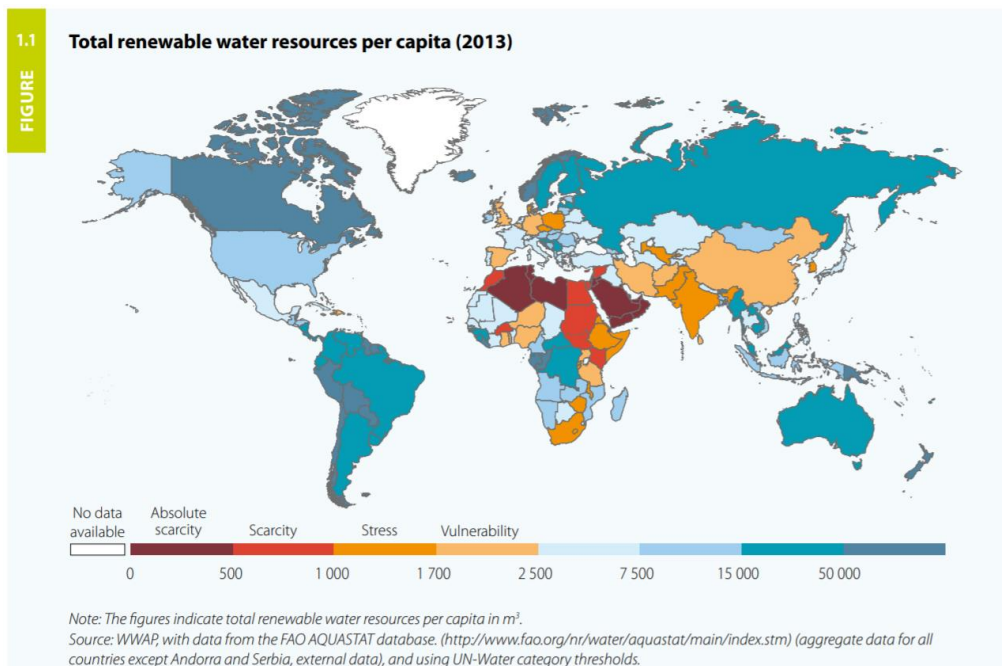 1.1
FIGURE
Total renewable water resources per capita (2013)
No data
available
Absolute
scarcity
Scarcity
Stress
Vulnerability
0 500 1 000 1 700 2 500 7 500 15 000 50 000
Note: The figures indicate total renewable water resources per capita in m³.
Source: WWAP, with data from the FAO AQUASTAT database. (http://www.fao.org/nr/water/aquastat/main/index.stm) (aggregate data for all
countries except Andorra and Serbia, external data), and using UN-Water category thresholds.